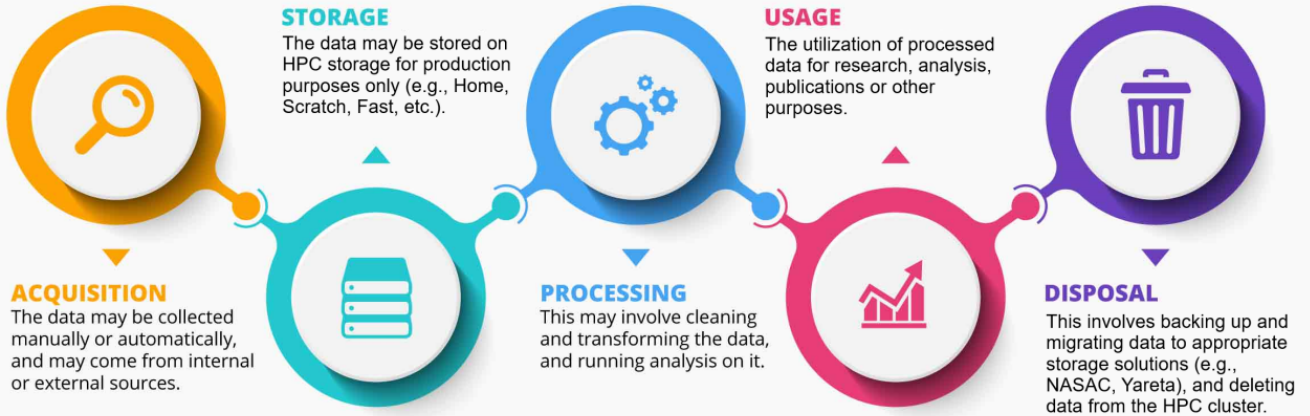 ACQUISITION
The data may be collected
manually or automatically,
and may come from internal
or external sources.
STORAGE
The data may be stored on
HPC storage for production
purposes only (e.g., Home,
Scratch, Fast, etc.).
PROCESSING
This may involve cleaning
and transforming the data,
and running analysis on it.
USAGE
The utilization of processed
data for research, analysis,
publications or other
purposes.
DISPOSAL
This involves backing up and
migrating data to appropriate
storage solutions (e.g.,
NASAC, Yareta), and deleting
data from the HPC cluster.